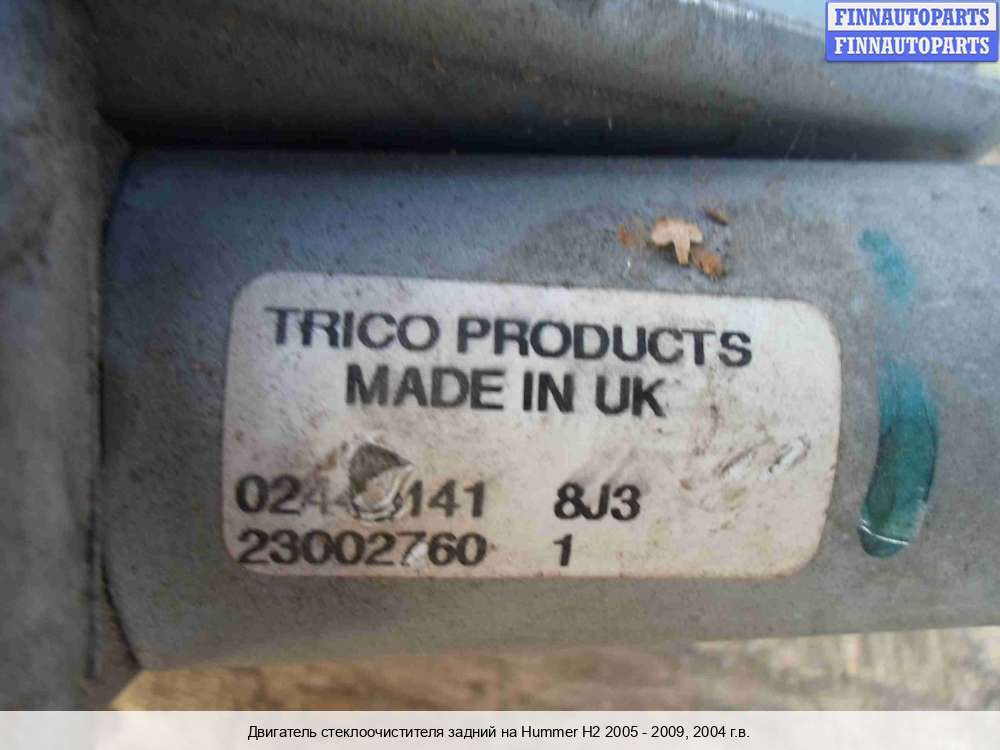 FINNAUTOPARTS
FINNAUTOPARTS
TRICO PRODUCTS
MADE IN UK
8J3
23002760 1
Двигатель стеклоочистителя задний на Hummer H2 2005 - 2009, 2004 г.в.